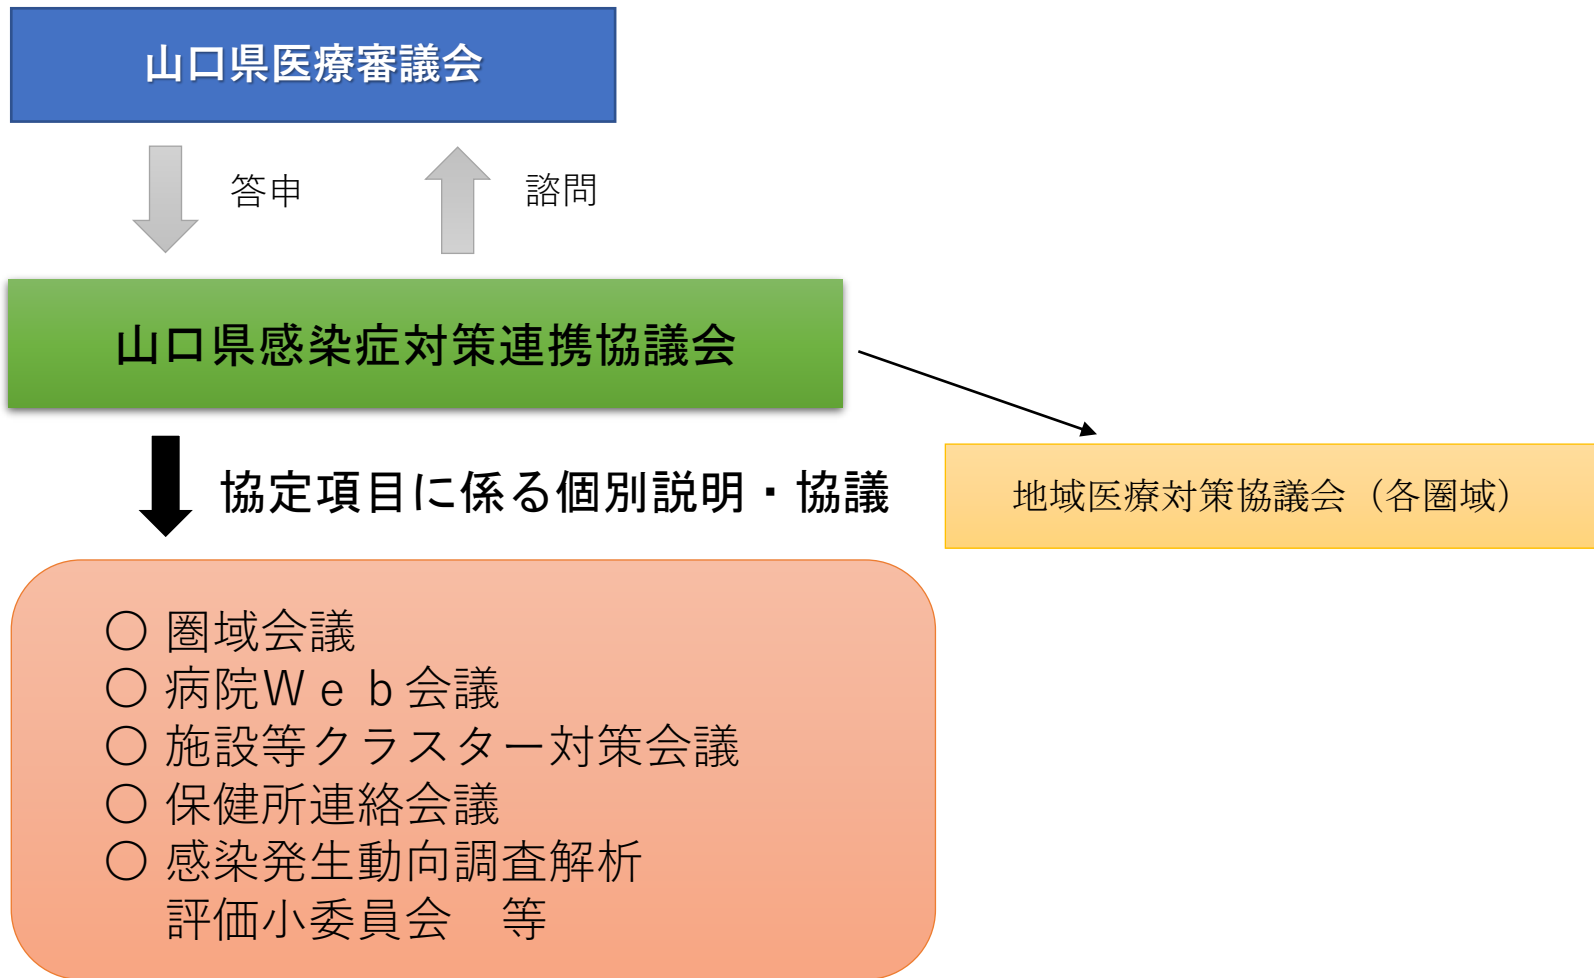 山口県医療審議会
答申
諮問
山口県感染症対策連携協議会
協定項目に係る個別説明・協議
地域医療対策協議会（各圏域）
○ 圏域会議
○ 病院Ｗｅｂ会議
○ 施設等クラスター対策会議
○ 保健所連絡会議
○ 感染発生動向調査解析
評価小委員会　等